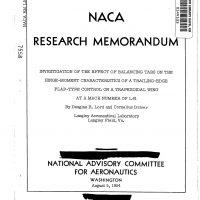 NACA
RESEARCH MEMORANDUM
INVESTIGATION OF THE EFFECT OF BALANCING TABS ON THE
HINGE-MOMENT CHARACTERISTICS OF A TRAILING-EDGE
FLAP-TYPE CONTROL ON A TRAPEZOIDAL WING
AT A MACH NUMBER OF 1.61
By Douglas R. Lord and Cornelius Driver
Langley Aeronautical Laboratory
Langley Field, Va.
NATIONAL ADVISORY COMMITTEE
FOR AERONAUTICS
WASHINGTON
August 5, 1954